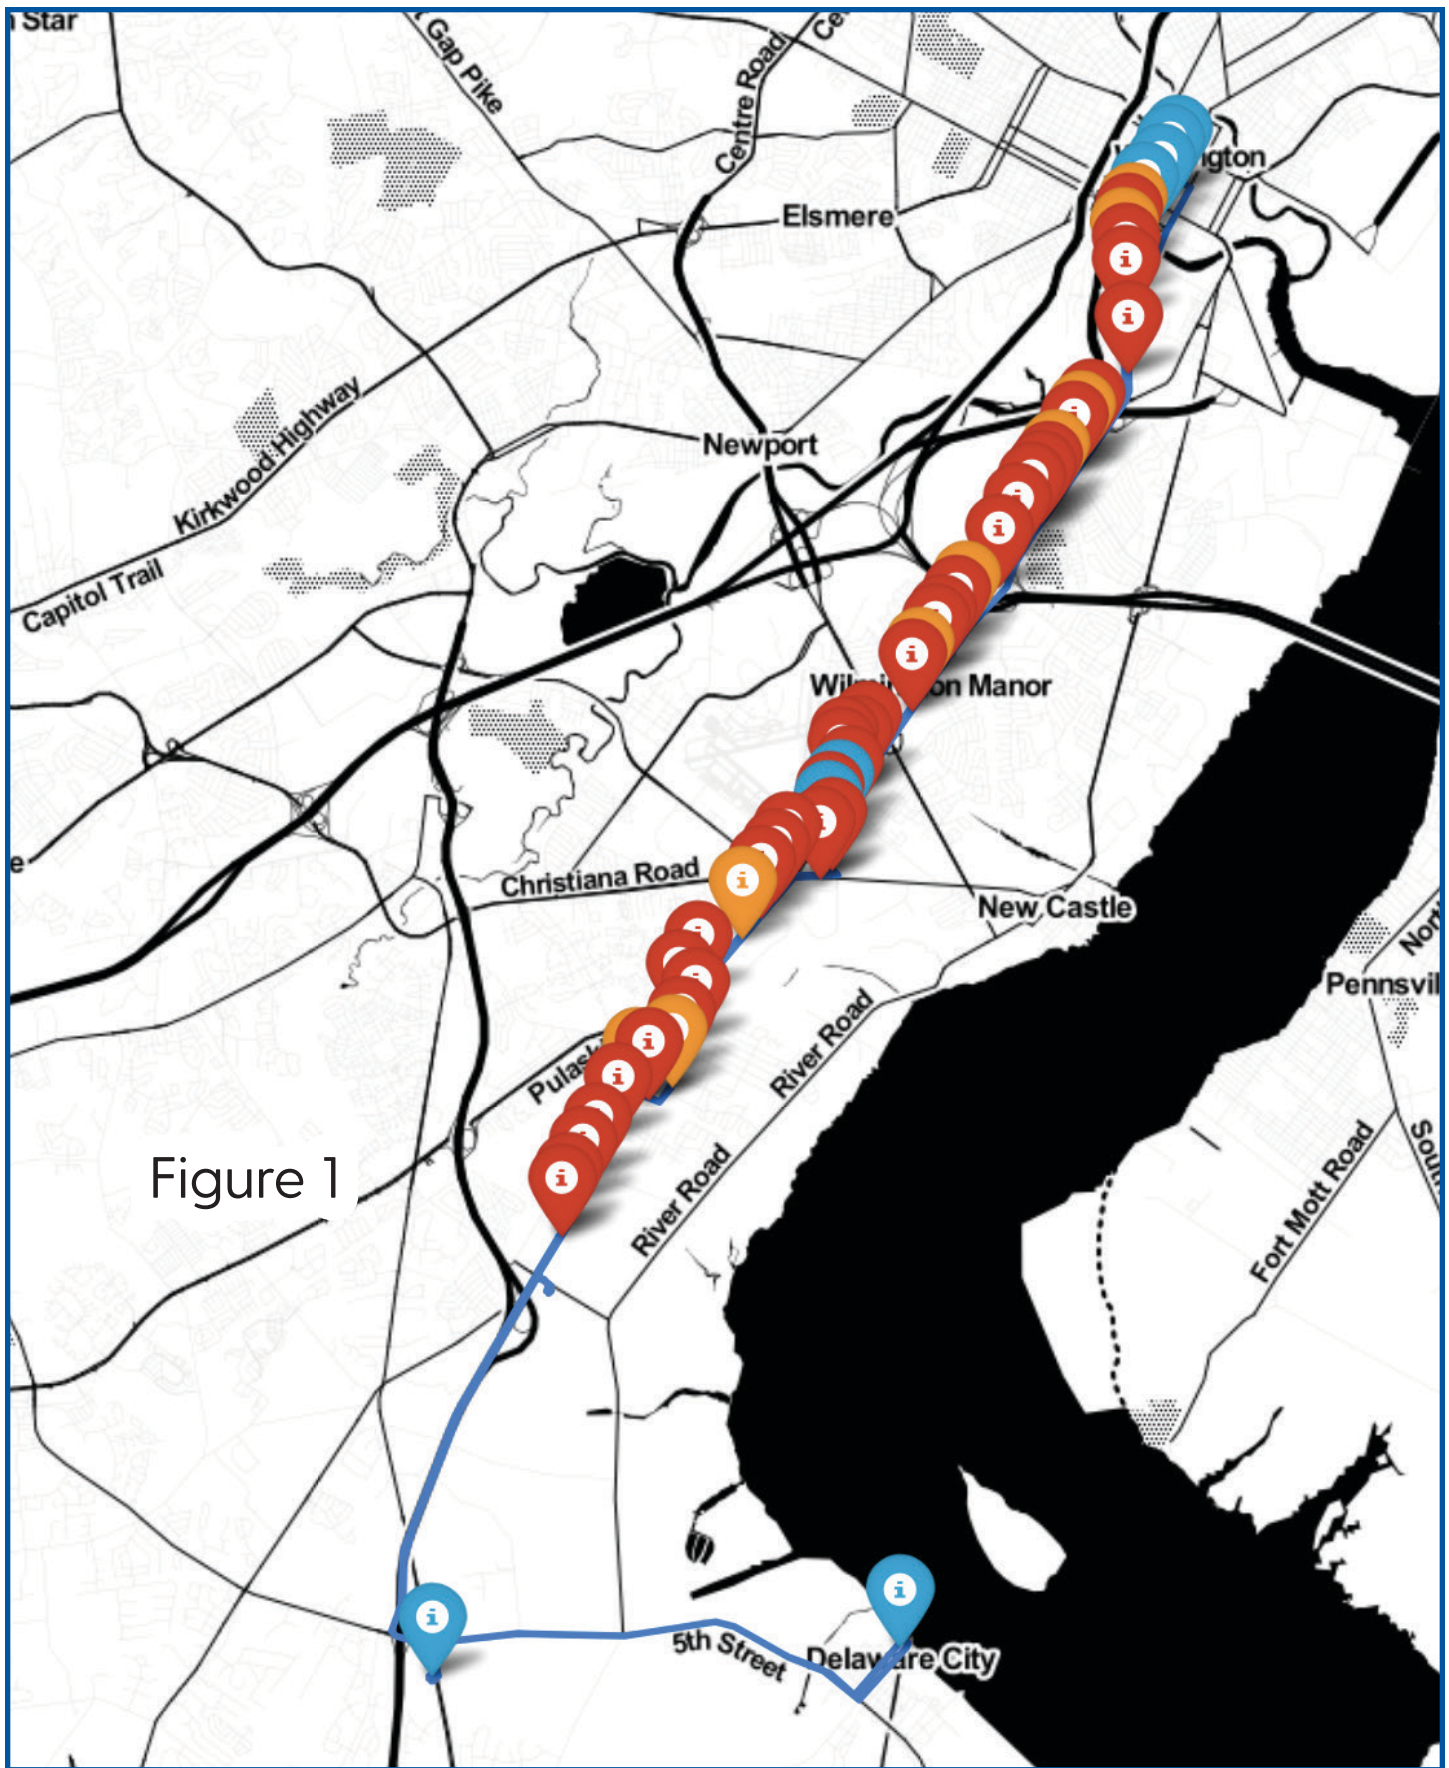 Star
Gap Pike
Centre Road
Elsmere
Kirkwood Highway
Newport
Capitol Trail
Christiana Road
New Castle
Pennsvil
River Road
River Road
Fort Mott Road
Figure 1
5th Street
Delaware City